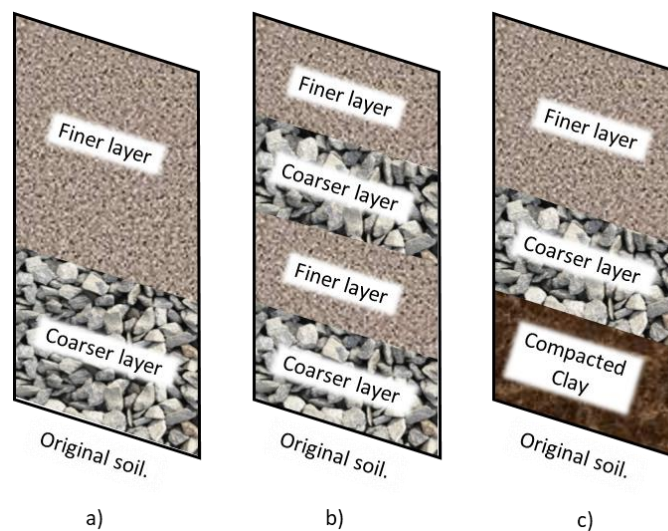 Finer layer
Coarser layer
Original soil.
a)
Finer layer
Coarser layer
Finer layer
Coarser layer
Original soil.
b)
Finer layer
Coarser layer
Compacted
Clay
Original soil.
c)